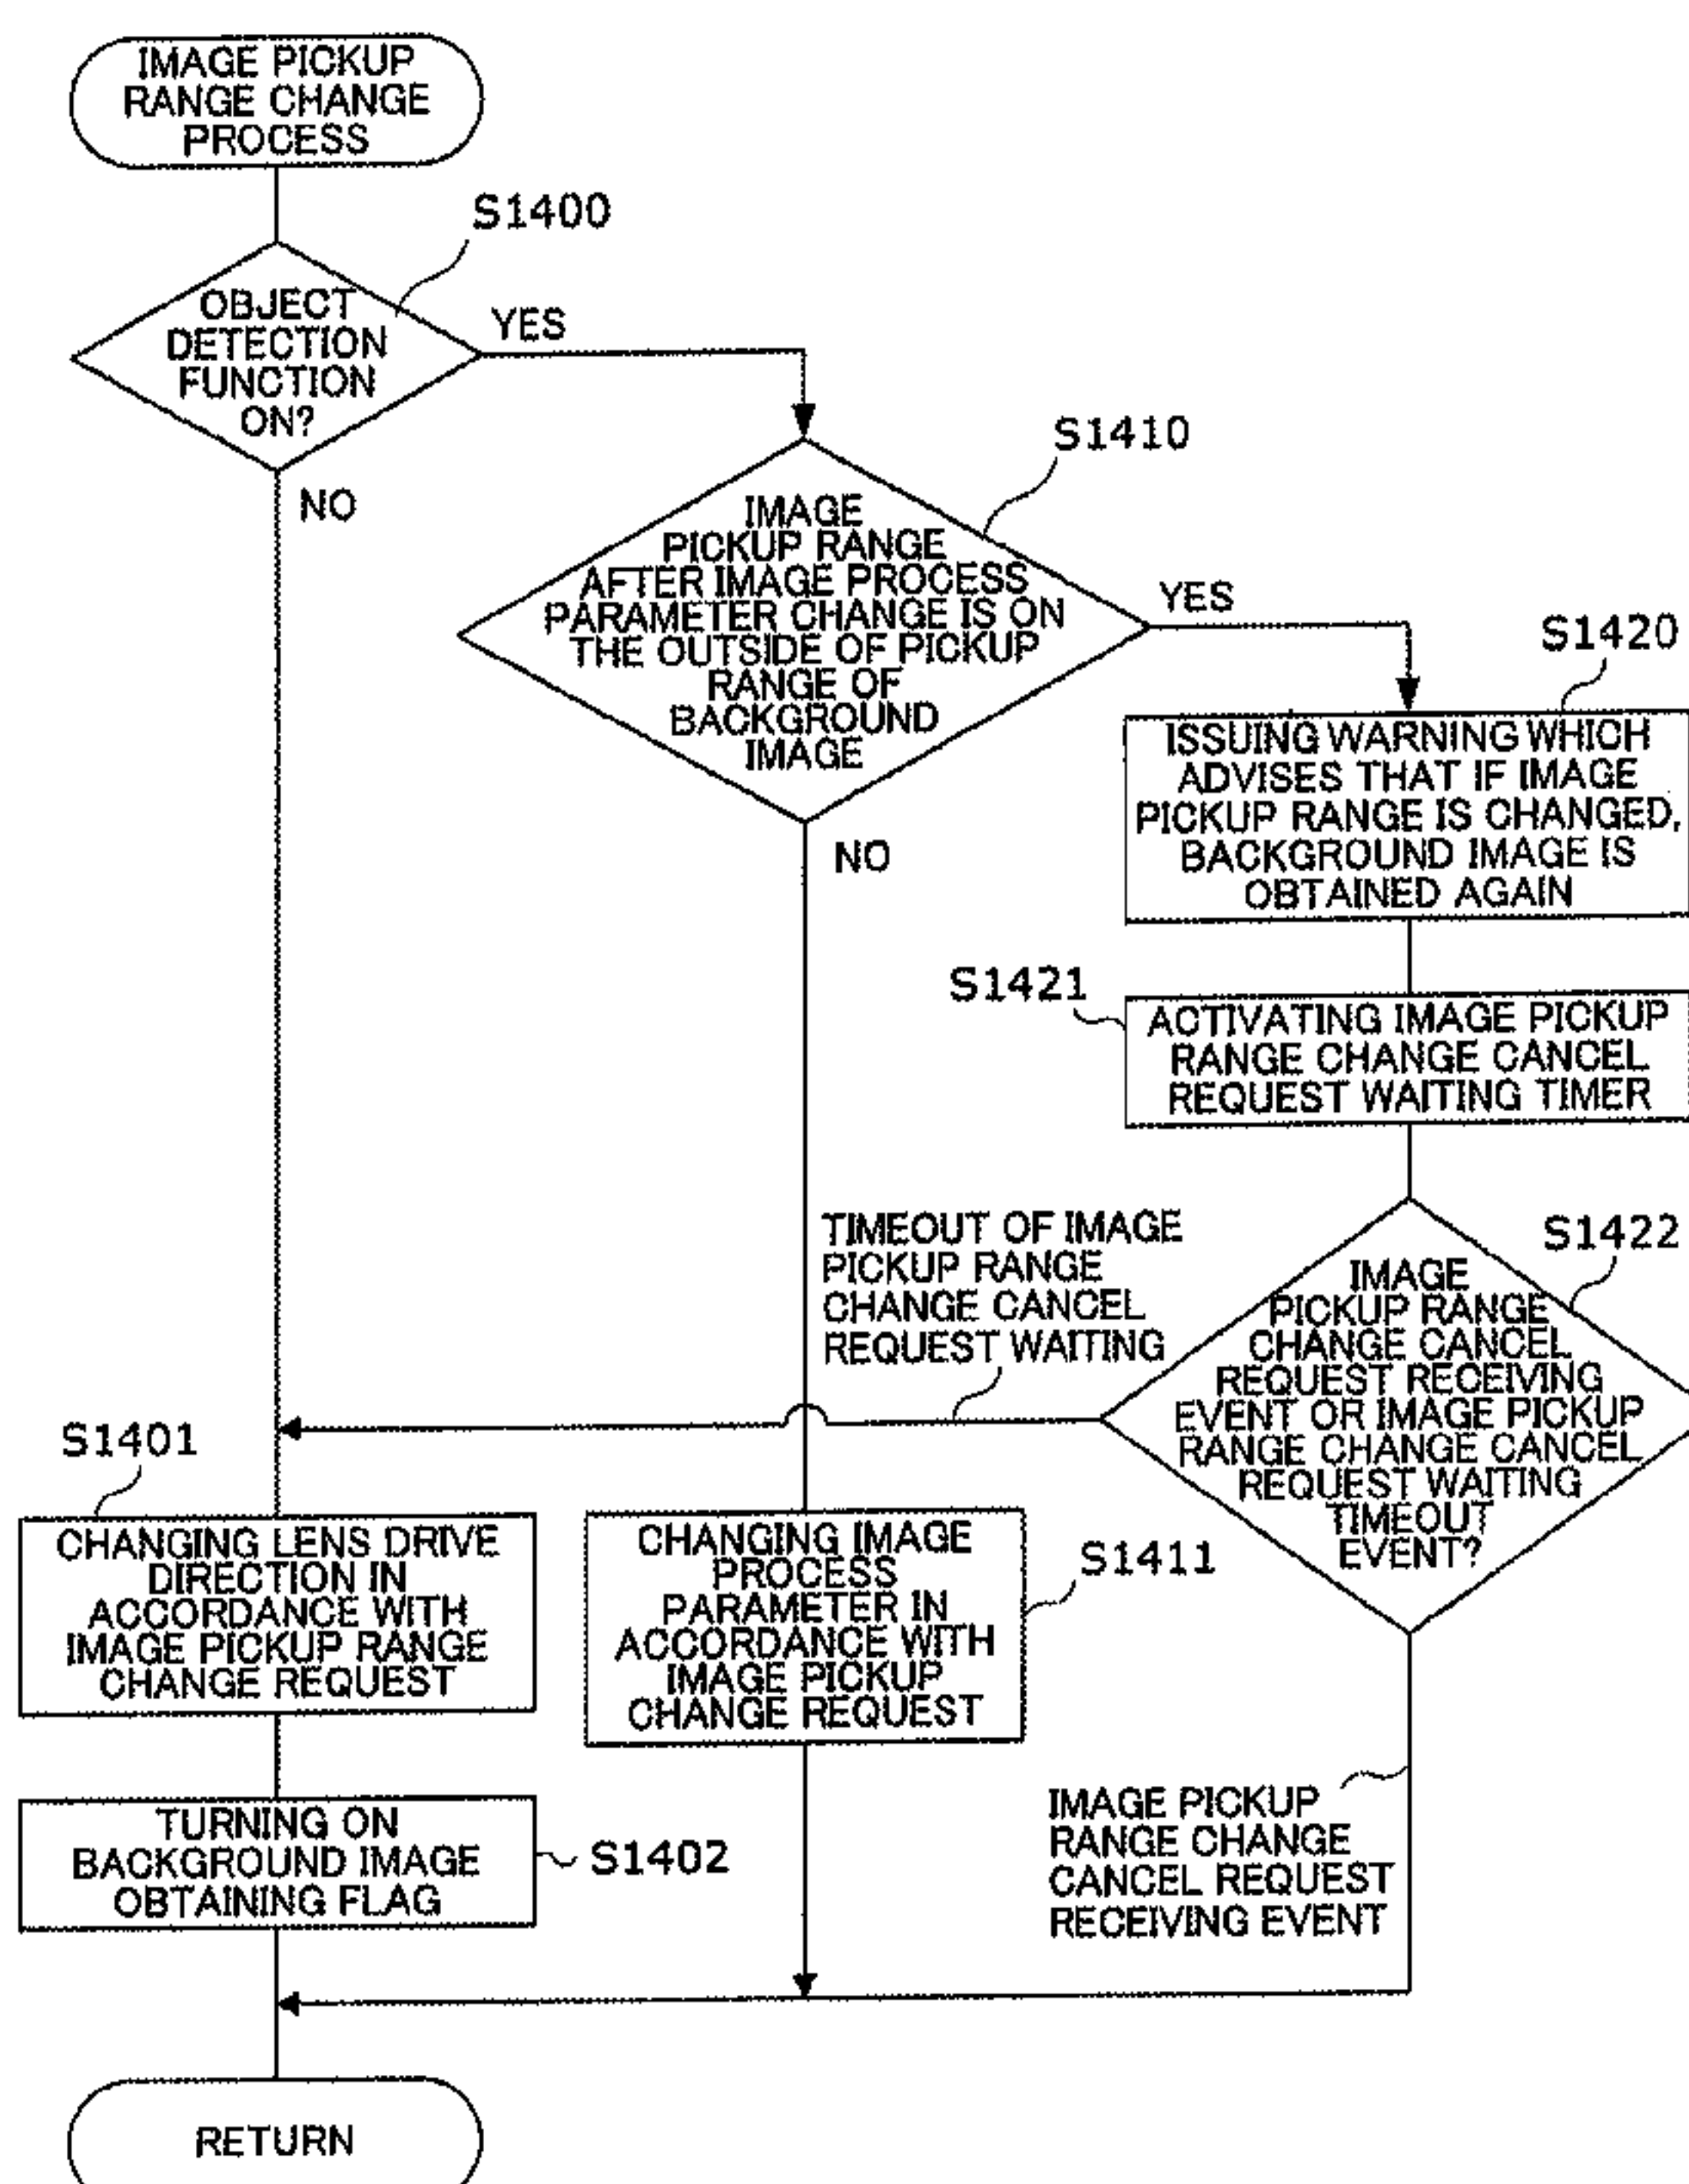 IMAGE PICKUP
RANGE CHANGE
PROCESS
S1400
OBJECT
DETECTION
FUNCTION
ON?
YES
NO
S1410
IMAGE
PICKUP RANGE
AFTER IMAGE PROCESS
PARAMETER CHANGE IS ON
THE OUTSIDE OF PICKUP
RANGE OF
BACKGROUND
IMAGE
YES
NO
S1420
ISSUING WARNING WHICH
ADVISES THAT IF IMAGE
PICKUP RANGE IS CHANGED,
BACKGROUND IMAGE IS
OBTAINED AGAIN
S1421
ACTIVATING IMAGE PICKUP
RANGE CHANGE CANCEL
REQUEST WAITING TIMER
TIMEOUT OF IMAGE
PICKUP RANGE
CHANGE CANCEL
REQUEST WAITING
S1422
IMAGE
PICKUP RANGE
CHANGE CANCEL
REQUEST RECEIVING
EVENT OR IMAGE PICKUP
RANGE CHANGE CANCEL
REQUEST WAITING
TIMEOUT
EVENT?
S1401
CHANGING LENS DRIVE
DIRECTION IN
ACCORDANCE WITH
IMAGE PICKUP RANGE
CHANGE REQUEST
CHANGING IMAGE
PROCESS
PARAMETER IN
ACCORDANCE WITH
IMAGE PICKUP
CHANGE REQUEST
S1411
TURNING ON
BACKGROUND IMAGE
OBTAINING FLAG
S1402
IMAGE PICKUP
RANGE CHANGE
CANCEL REQUEST
RECEIVING EVENT
RETURN